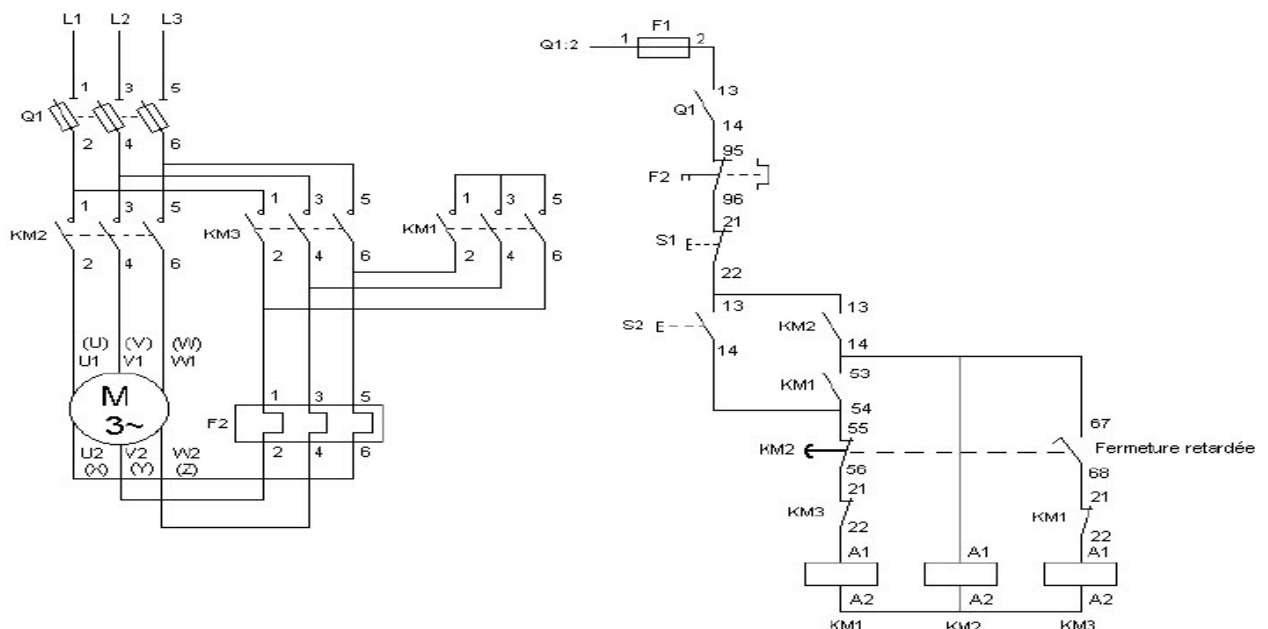 L1 L2 L3
1 3 5
Q1
2 4 6
1 3 5
KM2
2 4 6
1 3 5
KM3
2 4 6
1 3 5
KM1
2 4 6
(U) (V) (W)
U1 V1 W1
M
3~
U2 V2 W2
(X) (Y) (Z)
1 3 5
F2
2 4 6
F1
Q1:2 1 2
13
Q1
14
95
F2
96
21
S1
22
13
S2
14
13
KM2
14
53
KM1
54
55
KM2
56
67
Fermeture retardée
68
21
KM3
22
21
KM1
22
A1 A1 A1
A2 A2 A2
KM1 KM2 KM3